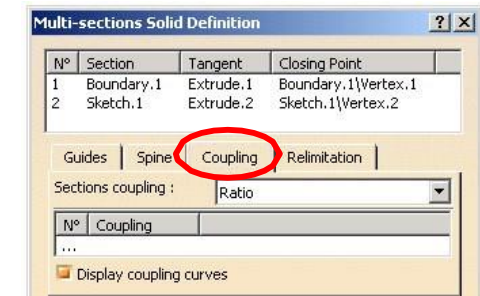 Multi-sections Solid Definition
N° Section Tangent Closing Point
1 Boundary.1 Extrude.1 Boundary.1\Vertex.1
2 Sketch.1 Extrude.2 Sketch.1\Vertex.2
Guides Spine Coupling Relimitation
Sections coupling : Ratio
N° Coupling
...
Display coupling curves